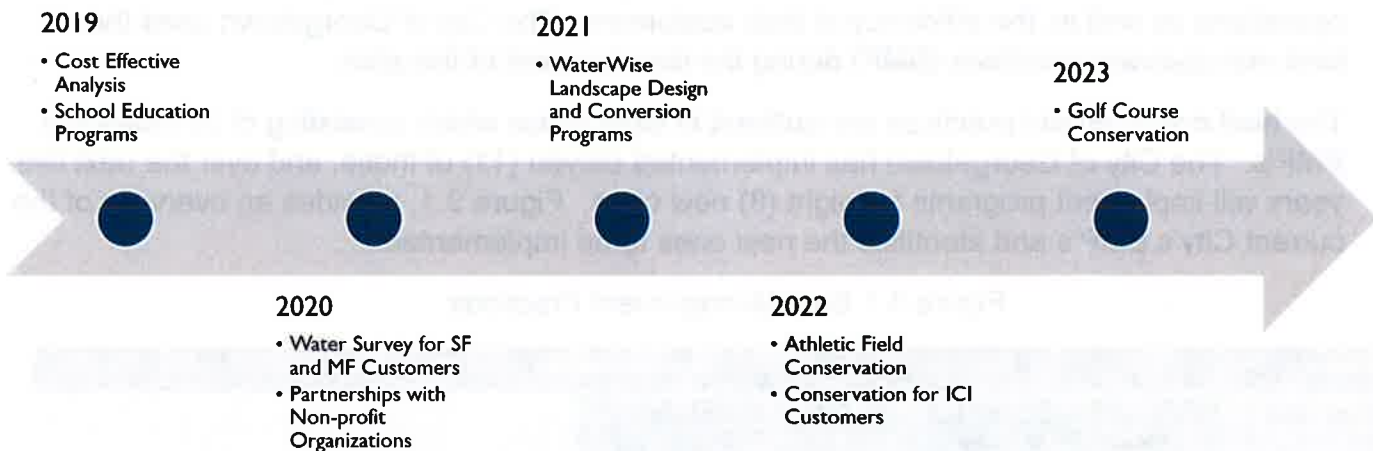 2019
• Cost Effective
Analysis
• School Education
Programs
2020
• Water Survey for SF
and MF Customers
• Partnerships with
Non-profit
Organizations
2021
• WaterWise
Landscape Design
and Conversion
Programs
2022
• Athletic Field
Conservation
• Conservation for ICI
Customers
2023
• Golf Course
Conservation